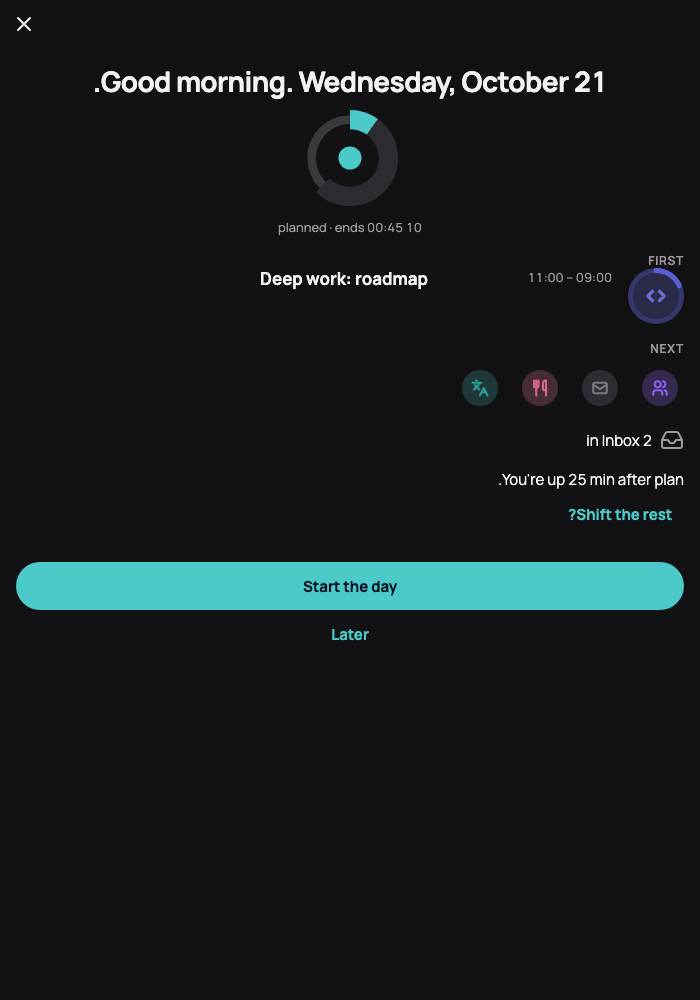 .Good morning. Wednesday, October 21
planned · ends 00:45 10
FIRST
11:00 – 09:00
Deep work: roadmap
NEXT
in Inbox 2
.You're up 25 min after plan
?Shift the rest
Start the day
Later